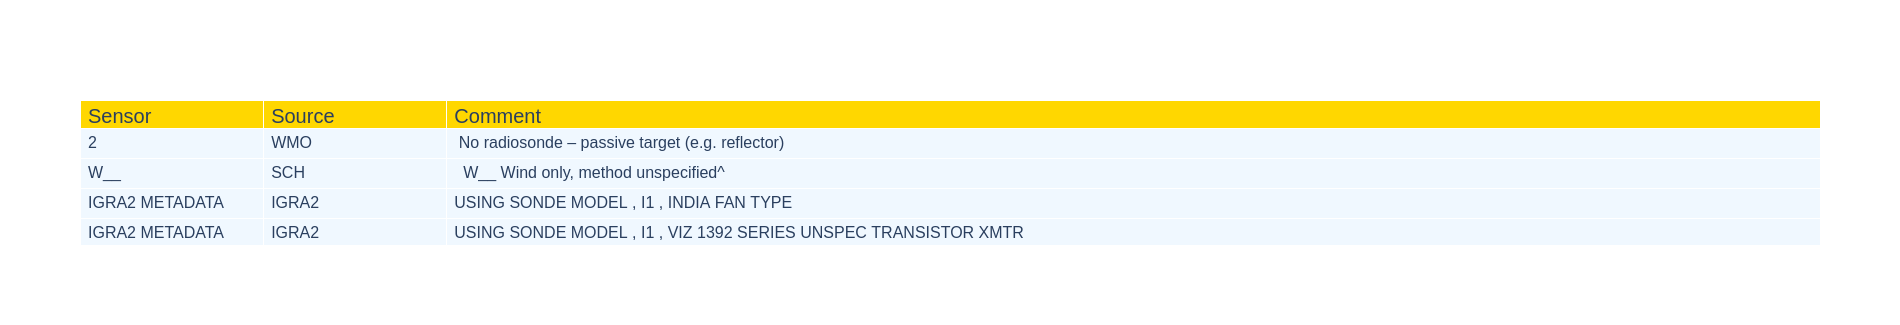 Sensor Source Comment
2 WMO No radiosonde – passive target (e.g. reflector)
W__ SCH W__ Wind only, method unspecified^
IGRA2 METADATA IGRA2 USING SONDE MODEL , I1 , INDIA FAN TYPE
IGRA2 METADATA IGRA2 USING SONDE MODEL , I1 , VIZ 1392 SERIES UNSPEC TRANSISTOR XMTR